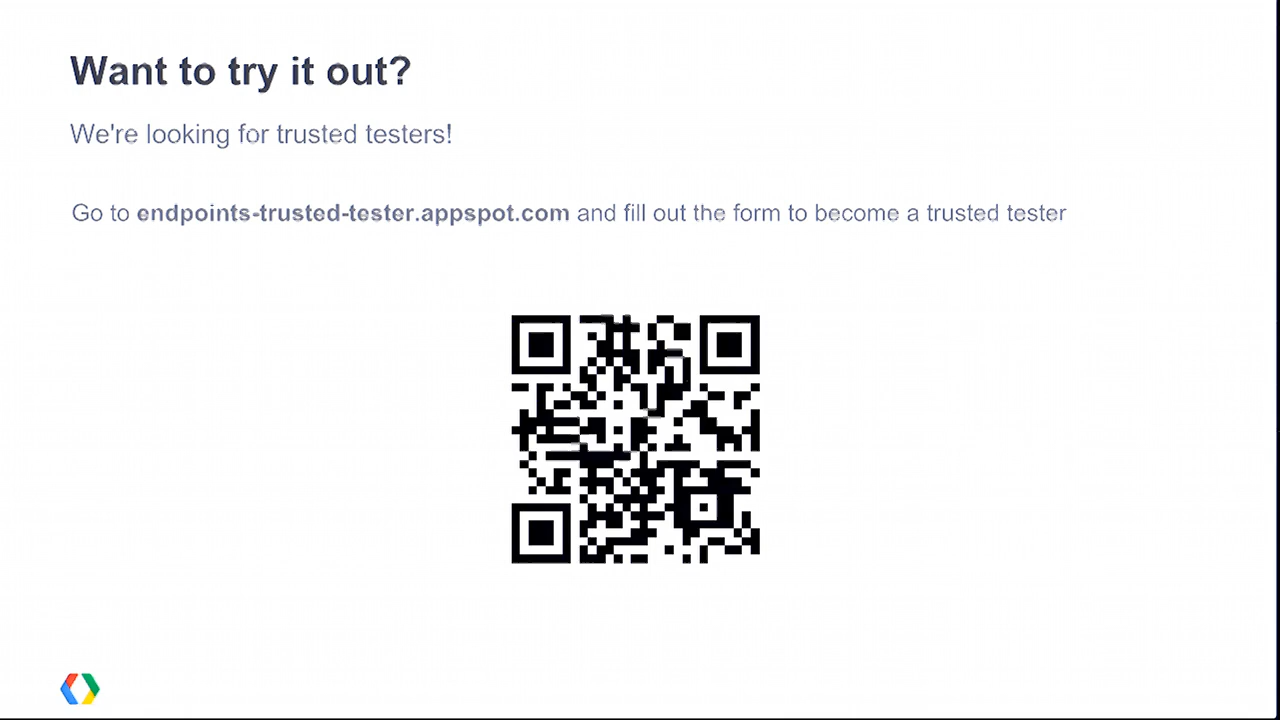 Want to try it out?
We're looking for trusted testers!
Go to endpoints-trusted-tester.appspot.com and fill out the form to become a trusted tester